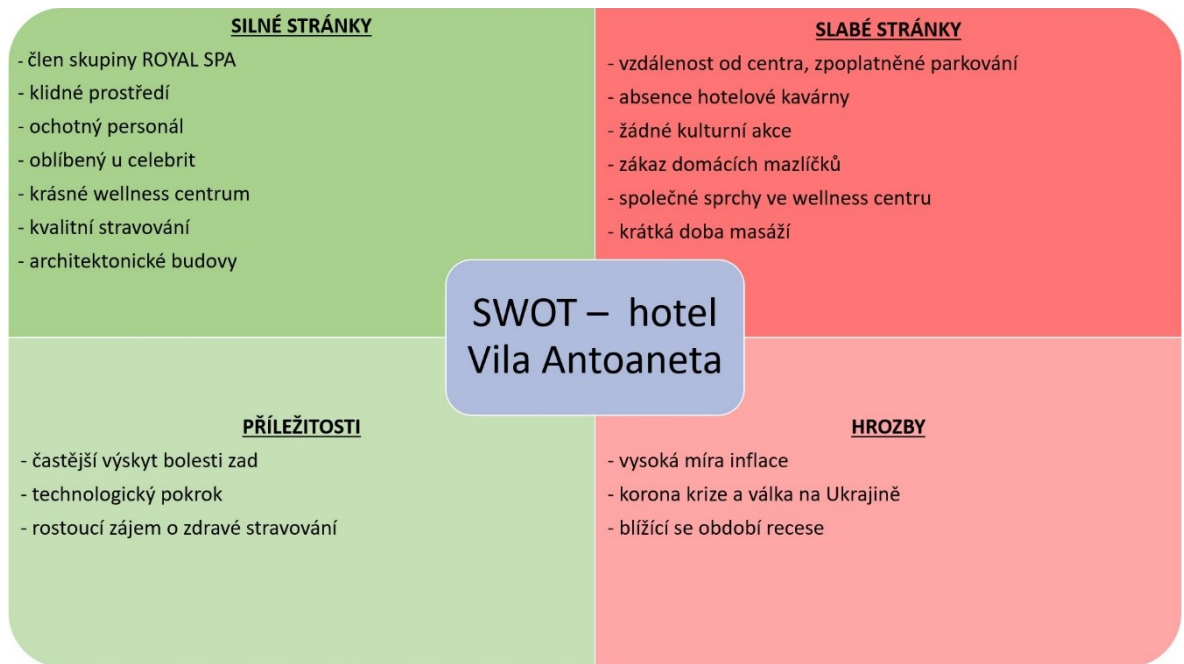 SILNÉ STRÁNKY
- člen skupiny ROYAL SPA
- klidné prostředí
- ochotný personál
- oblíbený u celebrit
- krásné wellness centrum
- kvalitní stravování
- architektonické budovy
SLABÉ STRÁNKY
- vzdálenost od centra, zpoplatněné parkování
- absence hotelové kavárny
- žádné kulturní akce
- zákaz domácích mazlíčků
- společné sprchy ve wellness centru
- krátká doba masáží
SWOT – hotel
Vila Antoaneta
PŘÍLEŽITOSTI
- častější výskyt bolesti zad
- technologický pokrok
- rostoucí zájem o zdravé stravování
HROZBY
- vysoká míra inflace
- korona krize a válka na Ukrajině
- blížící se období recese